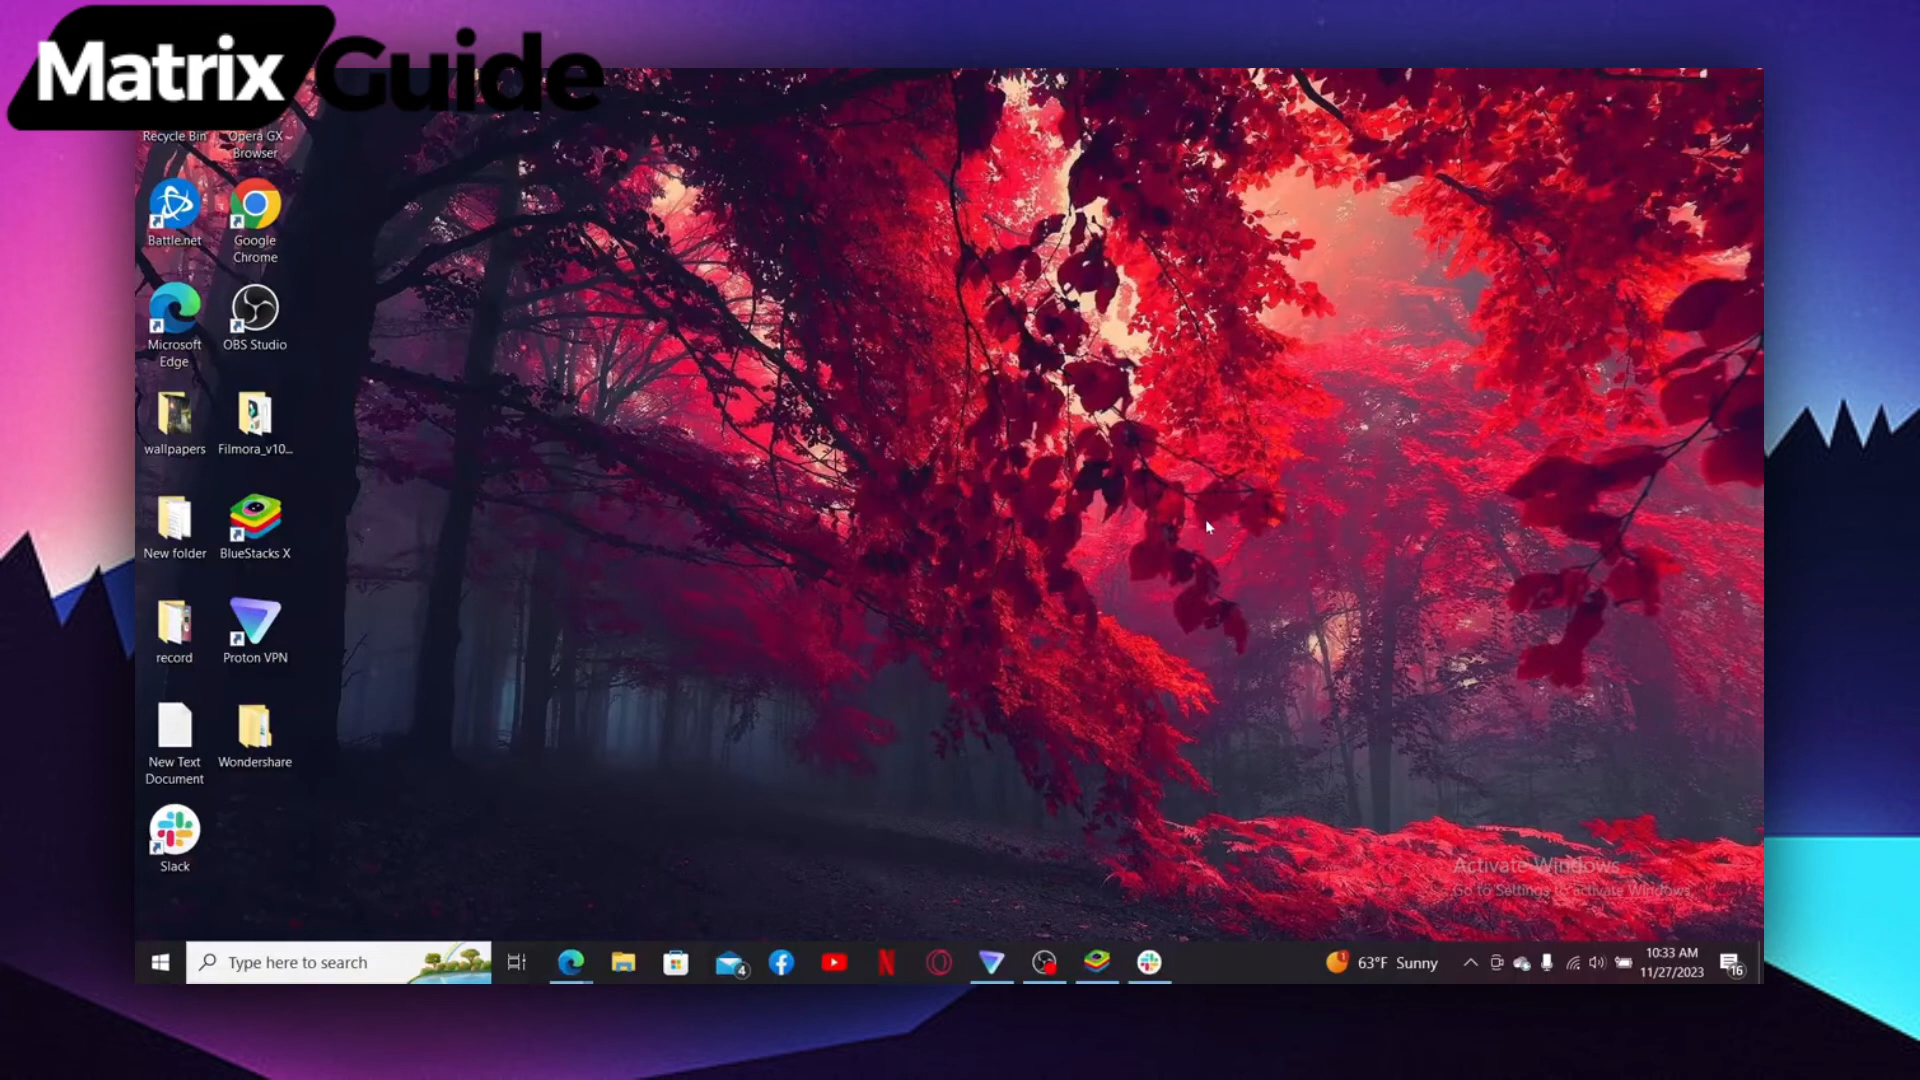 Matrix Guide
Recycle Bin
Opera GX
Browser
Battle.net
Google
Chrome
Microsoft
Edge
OBS Studio
wallpapers
Filmora_v10...
New folder
BlueStacks X
record
Proton VPN
New Text
Document
Wondershare
Slack
Activate Windows
Go to Settings to activate Windows.
Type here to search
4
63°F Sunny
10:33 AM
11/27/2023
16